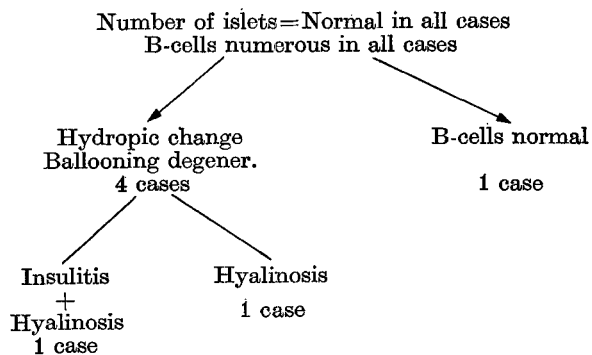 Number of islets=Normal in all cases
B-cells numerous in all cases
Hydropic change
Ballooning degener.
4 cases
B-cells normal
1 case
Insulitis
+
Hyalinosis
1 case
Hyalinosis
1 case